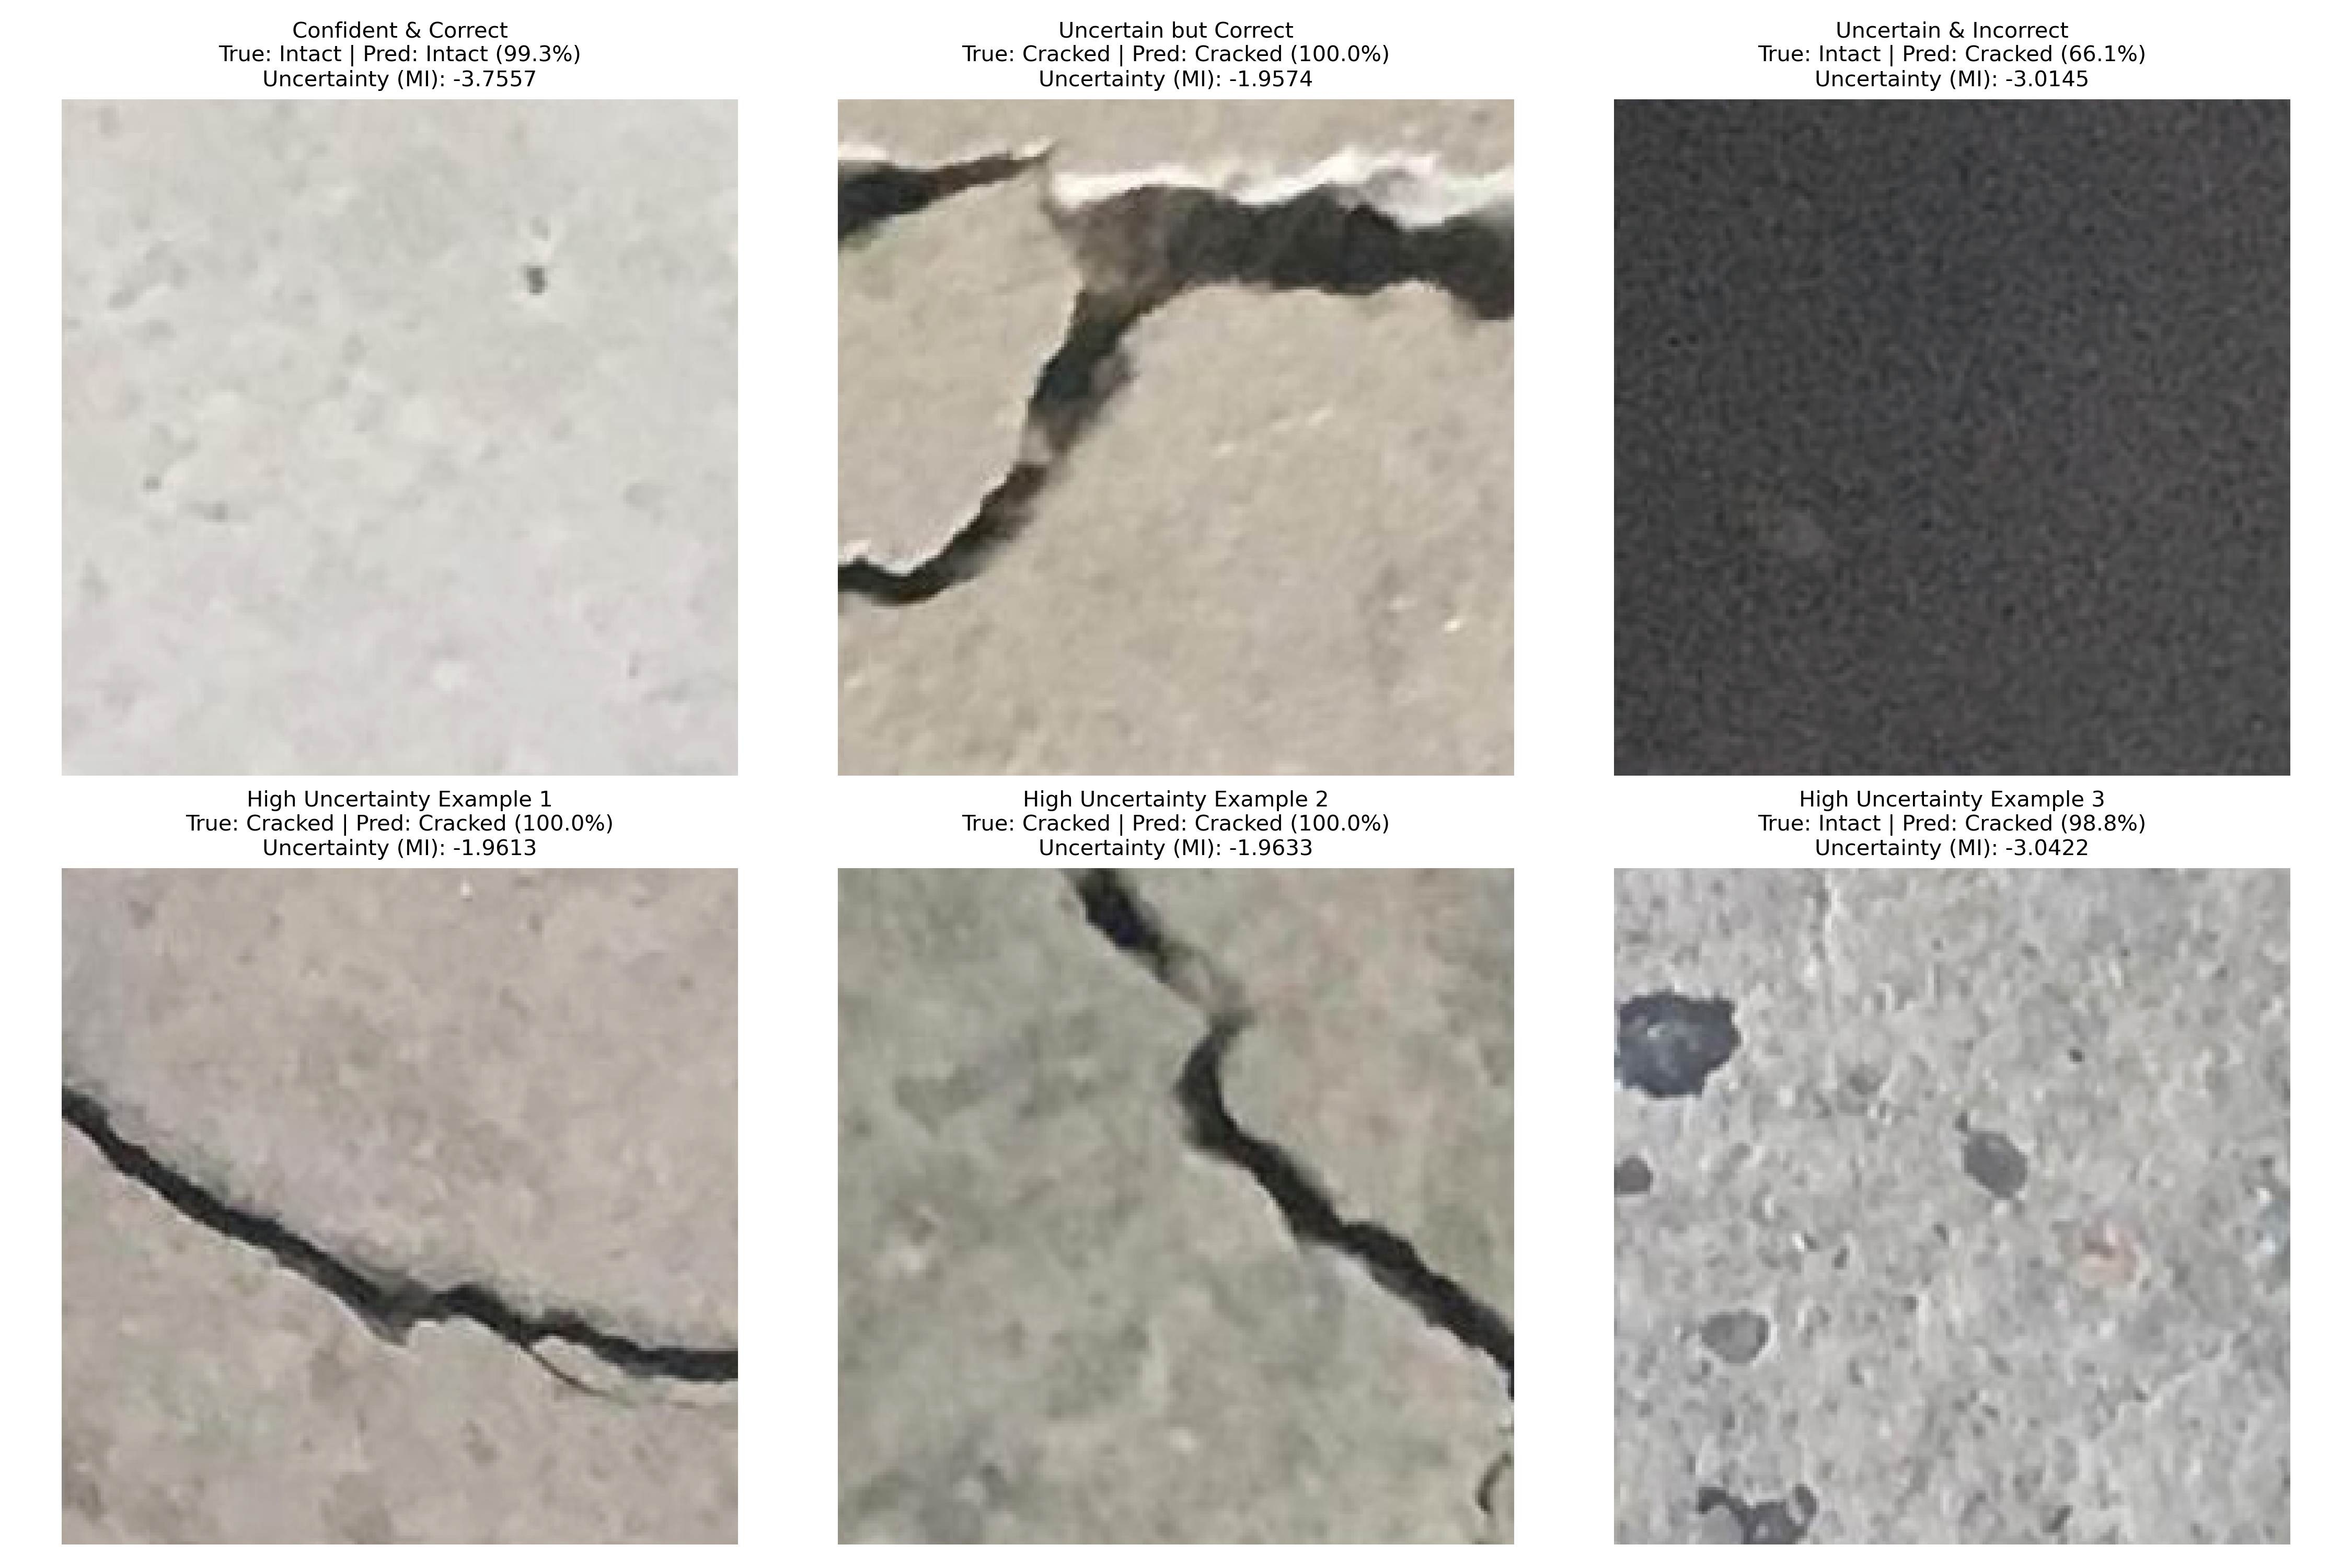 Confident & Correct
True: Intact | Pred: Intact (99.3%)
Uncertainty (MI): -3.7557
Uncertain but Correct
True: Cracked | Pred: Cracked (100.0%)
Uncertainty (MI): -1.9574
Uncertain & Incorrect
True: Intact | Pred: Cracked (66.1%)
Uncertainty (MI): -3.0145
High Uncertainty Example 1
True: Cracked | Pred: Cracked (100.0%)
Uncertainty (MI): -1.9613
High Uncertainty Example 2
True: Cracked | Pred: Cracked (100.0%)
Uncertainty (MI): -1.9633
High Uncertainty Example 3
True: Intact | Pred: Cracked (98.8%)
Uncertainty (MI): -3.0422